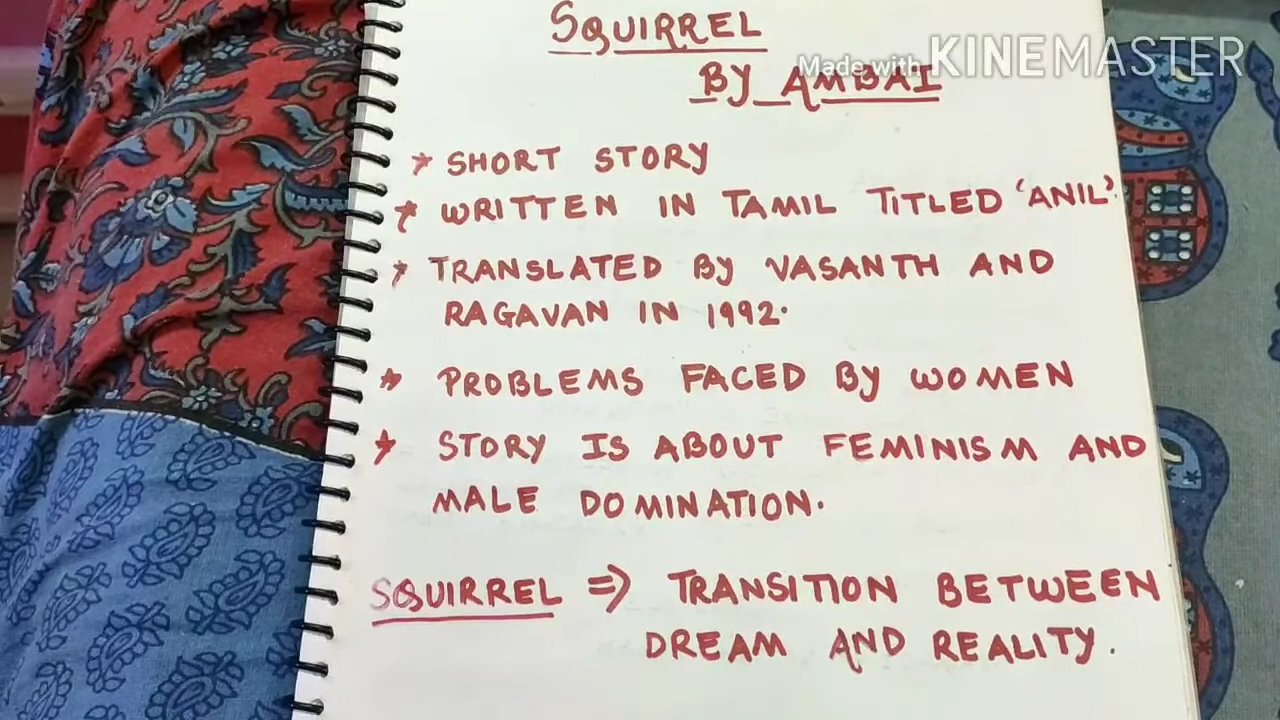 SQUIRREL
Made with KINEMASTER
BY AMBAI
* SHORT STORY
* WRITTEN IN TAMIL TITLED 'ANIL'.
* TRANSLATED BY VASANTH AND
RAGAVAN IN 1992.
* PROBLEMS FACED BY WOMEN
* STORY IS ABOUT FEMINISM AND
MALE DOMINATION.
SQUIRREL => TRANSITION BETWEEN
DREAM AND REALITY.